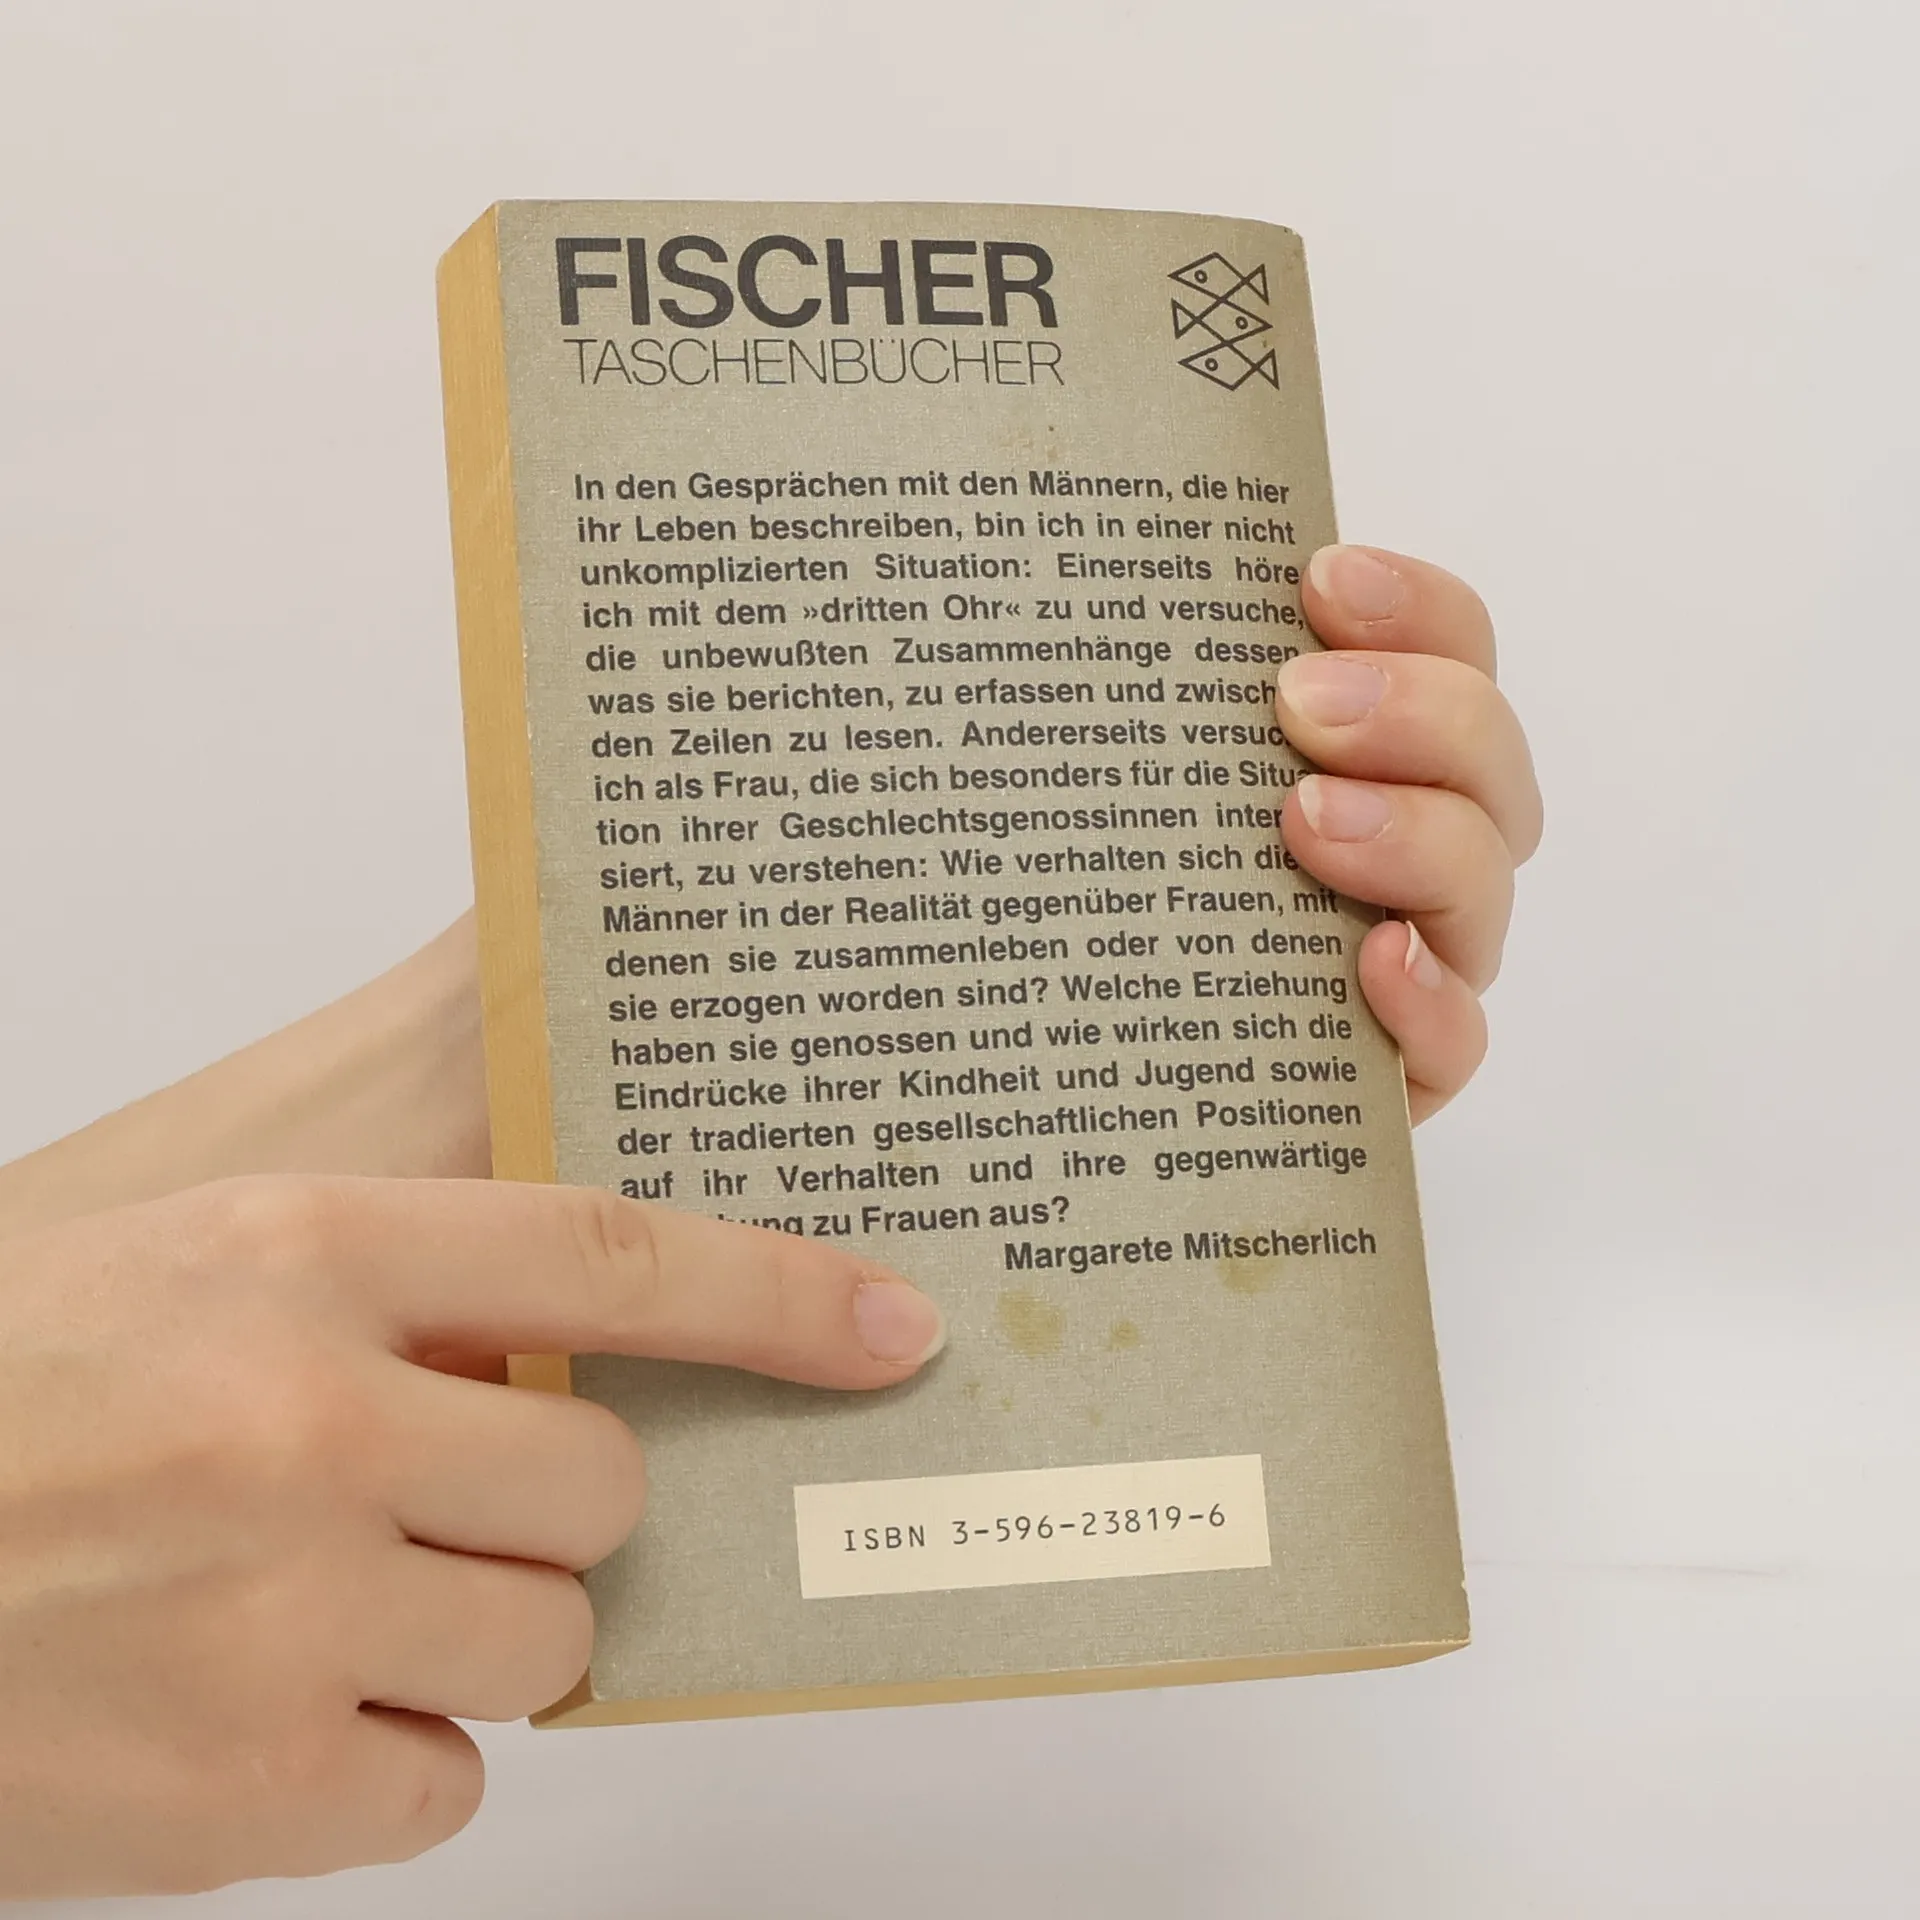 FISCHER
TASCHENBÜCHER
In den Gesprächen mit den Männern, die hier
ihr Leben beschreiben, bin ich in einer nicht
unkomplizierten Situation: Einerseits höre
ich mit dem »dritten Ohr« zu und versuche,
die unbewußten Zusammenhänge dessen
was sie berichten, zu erfassen und
den Zeilen zu lesen. Andererseits
ich als Frau, die sich besonders für die
tion ihrer Geschlechtsgenossinnen
siert, zu verstehen: Wie verhalten sich
Männer in der Realität gegenüber Frauen, mit
denen sie zusammenleben oder von denen
sie erzogen worden sind? Welche Erziehung
haben sie genossen und wie wirken sich die
Eindrücke ihrer Kindheit und Jugend sowie
der tradierten gesellschaftlichen Positionen
auf ihr Verhalten und ihre gegenwärtige
zu Frauen aus?
Margarete Mitscherlich
ISBN 3-596-23819-6